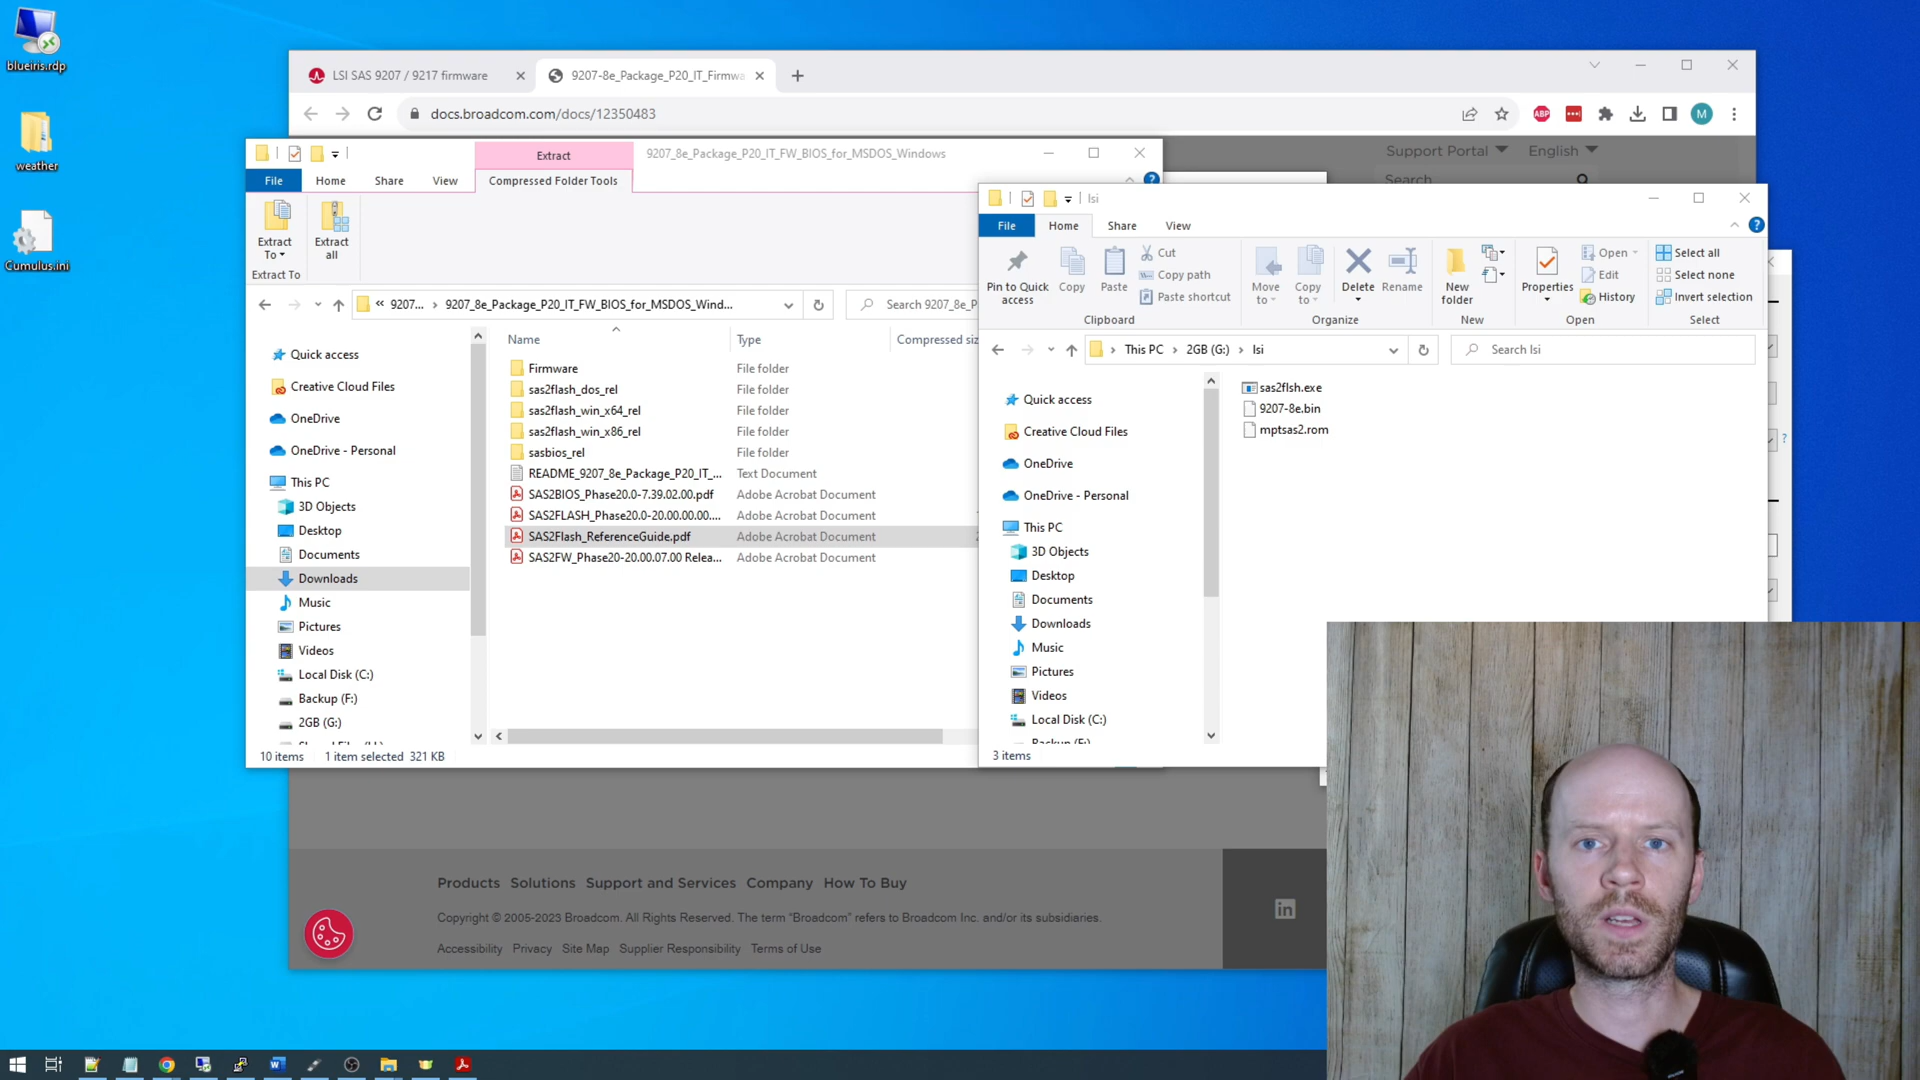 blueiris.rdp
weather
Cumulus.ini
LSI SAS 9207 / 9217 firmware
9207-8e_Package_P20_IT_Firmwa
docs.broadcom.com/docs/12350483
ABP
M
Support Portal
English
Search
Extract
9207_8e_Package_P20_IT_FW_BIOS_for_MSDOS_Windows
File
Home
Share
View
Compressed Folder Tools
Extract To
Extract all
Extract To
9207...
9207_8e_Package_P20_IT_FW_BIOS_for_MSDOS_Wind...
Search 9207_8e_P
Name
Type
Compressed siz
Quick access
Creative Cloud Files
OneDrive
OneDrive - Personal
This PC
3D Objects
Desktop
Documents
Downloads
Music
Pictures
Videos
Local Disk (C:)
Backup (F:)
2GB (G:)
Firmware File folder
sas2flash_dos_rel File folder
sas2flash_win_x64_rel File folder
sas2flash_win_x86_rel File folder
sasbios_rel File folder
README_9207_8e_Package_P20_IT_... Text Document
SAS2BIOS_Phase20.0-7.39.02.00.pdf Adobe Acrobat Document
SAS2FLASH_Phase20.0-20.00.00.00.... Adobe Acrobat Document
SAS2Flash_ReferenceGuide.pdf Adobe Acrobat Document
SAS2FW_Phase20-20.00.07.00 Relea... Adobe Acrobat Document
10 items 1 item selected 321 KB
lsi
File
Home
Share
View
Pin to Quick access
Copy
Paste
Cut
Copy path
Paste shortcut
Clipboard
Move to
Copy to
Delete
Rename
Organize
New folder
New
Properties
Open
Edit
History
Open
Select all
Select none
Invert selection
Select
This PC
2GB (G:)
lsi
Search lsi
Quick access
Creative Cloud Files
OneDrive
OneDrive - Personal
This PC
3D Objects
Desktop
Documents
Downloads
Music
Pictures
Videos
Local Disk (C:)
Backup (F:)
sas2flsh.exe
9207-8e.bin
mptsas2.rom
3 items
Products Solutions Support and Services Company How To Buy
Copyright © 2005-2023 Broadcom. All Rights Reserved. The term “Broadcom” refers to Broadcom Inc. and/or its subsidiaries.
Accessibility Privacy Site Map Supplier Responsibility Terms of Use
in